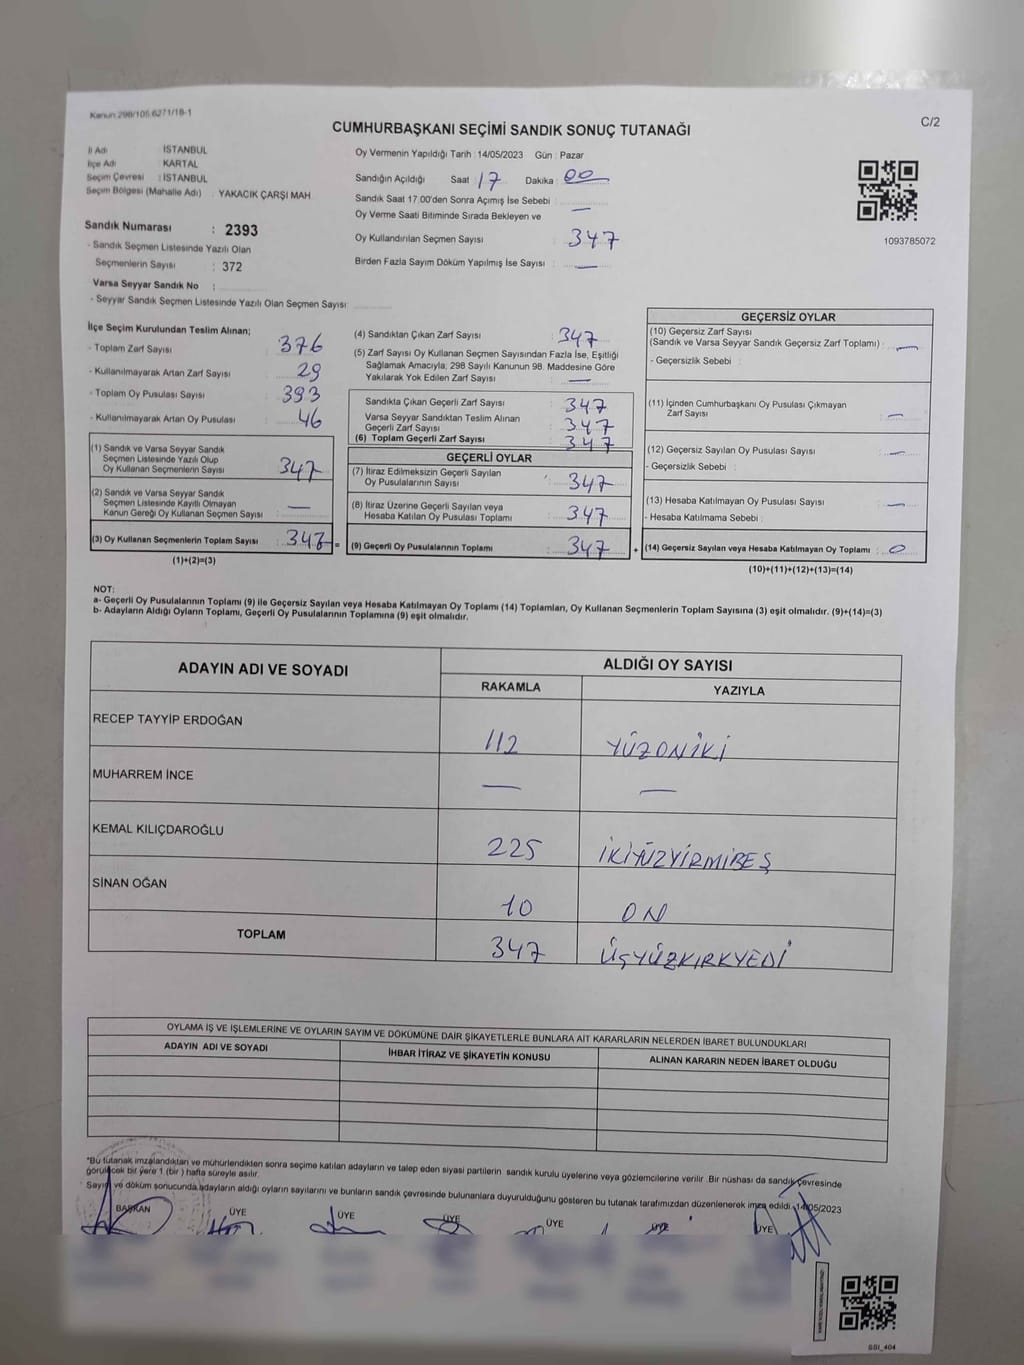 Kanun 298/105 6271/18-1
C/2
CUMHURBAŞKANI SEÇİMİ SANDIK SONUÇ TUTANAĞI
İl Adı İSTANBUL
İlçe Adı KARTAL
Seçim Çevresi : İSTANBUL
Seçim Bölgesi (Mahalle Adı) : YAKACIK ÇARŞI MAH
Sandık Numarası : 2393
- Sandık Seçmen Listesinde Yazılı Olan
Seçmenlerin Sayısı : 372
Varsa Seyyar Sandık No :
- Seyyar Sandık Seçmen Listesinde Yazılı Olan Seçmen Sayısı
Oy Vermenin Yapıldığı Tarih : 14/05/2023 Gün : Pazar
Sandığın Açıldığı Saat 17 Dakika 00
Sandık Saat 17.00'den Sonra Açımış İse Sebebi
Oy Verme Saati Bitiminde Sırada Bekleyen ve —
Oy Kullandırılan Seçmen Sayısı 347
Birden Fazla Sayım Döküm Yapılmış İse Sayısı —
1093785072
İlçe Seçim Kurulundan Teslim Alınan;
- Toplam Zarf Sayısı 376
- Kullanılmayarak Artan Zarf Sayısı 29
- Toplam Oy Pusulası Sayısı 393
- Kullanılmayarak Artan Oy Pusulası 46
(1) Sandık ve Varsa Seyyar Sandık
Seçmen Listesinde Yazılı Olup
Oy Kullanan Seçmenlerin Sayısı 347
(2) Sandık ve Varsa Seyyar Sandık
Seçmen Listesinde Kayıtlı Olmayan
Kanun Gereği Oy Kullanan Seçmen Sayısı —
(3) Oy Kullanan Seçmenlerin Toplam Sayısı 347 =
(1)+(2)=(3)
(4) Sandıktan Çıkan Zarf Sayısı 347
(5) Zarf Sayısı Oy Kullanan Seçmen Sayısından Fazla İse, Eşitliği
Sağlamak Amacıyla, 298 Sayılı Kanunun 98. Maddesine Göre
Yakılarak Yok Edilen Zarf Sayısı —
Sandıkta Çıkan Geçerli Zarf Sayısı 347
Varsa Seyyar Sandıktan Teslim Alınan
Geçerli Zarf Sayısı 347
(6) Toplam Geçerli Zarf Sayısı 347
GEÇERLİ OYLAR
(7) İtiraz Edilmeksizin Geçerli Sayılan
Oy Pusulalarının Sayısı 347
(8) İtiraz Üzerine Geçerli Sayılan veya
Hesaba Katılan Oy Pusulası Toplamı 347
(9) Geçerli Oy Pusulalarının Toplamı 347 +
GEÇERSİZ OYLAR
(10) Geçersiz Zarf Sayısı
(Sandık ve Varsa Seyyar Sandık Geçersiz Zarf Toplamı) : —
- Geçersizlik Sebebi :
(11) İçinden Cumhurbaşkanı Oy Pusulası Çıkmayan
Zarf Sayısı —
(12) Geçersiz Sayılan Oy Pusulası Sayısı —
- Geçersizlik Sebebi :
(13) Hesaba Katılmayan Oy Pusulası Sayısı —
- Hesaba Katılmama Sebebi :
(14) Geçersiz Sayılan veya Hesaba Katılmayan Oy Toplamı : 0
(10)+(11)+(12)+(13)=(14)
NOT:
a- Geçerli Oy Pusulalarının Toplamı (9) ile Geçersiz Sayılan veya Hesaba Katılmayan Oy Toplamı (14) Toplamları, Oy Kullanan Seçmenlerin Toplam Sayısına (3) eşit olmalıdır. (9)+(14)=(3)
b- Adayların Aldığı Oyların Toplamı, Geçerli Oy Pusulalarının Toplamına (9) eşit olmalıdır.
ADAYIN ADI VE SOYADI ALDIĞI OY SAYISI
RAKAMLA YAZIYLA
RECEP TAYYİP ERDOĞAN 112 YÜZONİKİ
MUHARREM İNCE — —
KEMAL KILIÇDAROĞLU 225 İKİYÜZYİRMİBEŞ
SİNAN OĞAN 10 ON
TOPLAM 347 ÜÇYÜZKIRKYEDİ
OYLAMA İŞ VE İŞLEMLERİNE VE OYLARIN SAYIM VE DÖKÜMÜNE DAİR ŞİKAYETLERLE BUNLARA AİT KARARLARIN NELERDEN İBARET BULUNDUKLARI
ADAYIN ADI VE SOYADI İHBAR İTİRAZ VE ŞİKAYETİN KONUSU ALINAN KARARIN NEDEN İBARET OLDUĞU
*Bu tutanak imzalandıktan ve mühürlendikten sonra seçime katılan adayların ve talep eden siyasi partilerin sandık kurulu üyelerine veya gözlemcilerine verilir. Bir nüshası da sandık çevresinde
görülecek bir yere 1 (bir) hafta süreyle asılır.
Sayım ve döküm sonucunda adayların aldığı oyların sayılarını ve bunların sandık çevresinde bulunanlara duyurulduğunu gösteren bu tutanak tarafımızdan düzenlenerek imza edildi. 14/05/2023
BAŞKAN ÜYE ÜYE ÜYE ÜYE ÜYE ÜYE
SSI_404